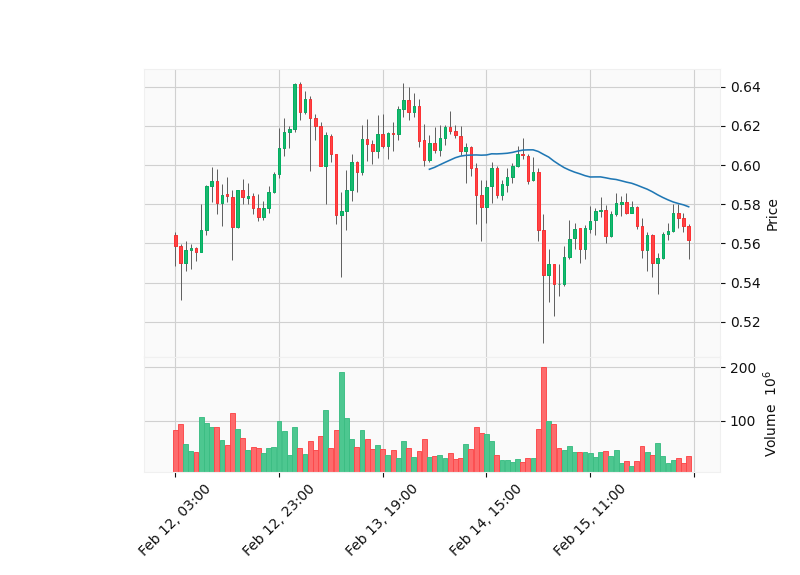 0.64
0.62
0.60
0.58
0.56
0.54
0.52
Price
200
100
Volume 10⁶
Feb 12, 03:00
Feb 12, 23:00
Feb 13, 19:00
Feb 14, 15:00
Feb 15, 11:00